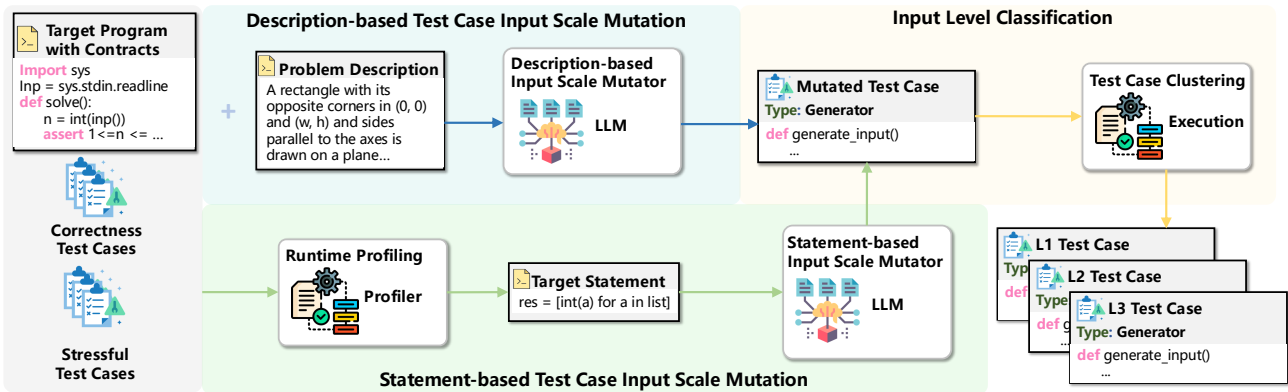 Target Program
with Contracts
Import sys
Inp = sys.stdin.readline
def solve():
n = int(inp())
assert 1<=n <= ...
Correctness
Test Cases
Stressful
Test Cases
Description-based Test Case Input Scale Mutation
+
Problem Description
A rectangle with its
opposite corners in (0, 0)
and (w, h) and sides
parallel to the axes is
drawn on a plane...
Description-based
Input Scale Mutator
LLM
Input Level Classification
Mutated Test Case
Type: Generator
def generate_input()
...
Test Case Clustering
Execution
Runtime Profiling
Profiler
Target Statement
res = [int(a) for a in list]
Statement-based
Input Scale Mutator
LLM
Statement-based Test Case Input Scale Mutation
L1 Test Case
Typ
def
L2 Test Case
Typ
def g
...
L3 Test Case
Type: Generator
def generate_input()
...